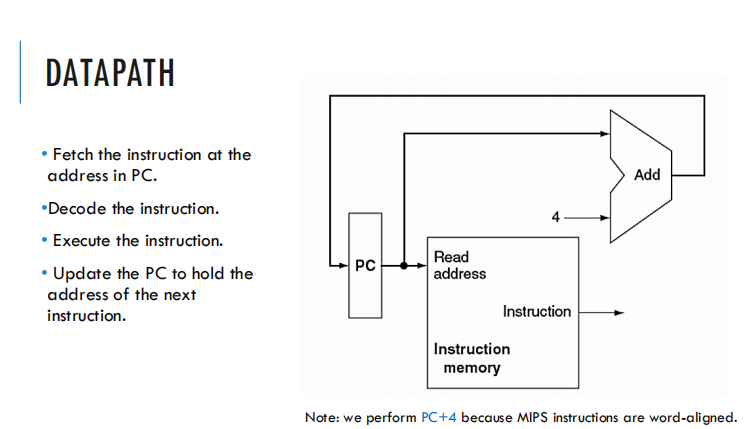 DATAPATH
• Fetch the instruction at the
address in PC.
•Decode the instruction.
• Execute the instruction.
• Update the PC to hold the
address of the next
instruction.
Add
4
PC
Read
address
Instruction
Instruction
memory
Note: we perform PC+4 because MIPS instructions are word-aligned.